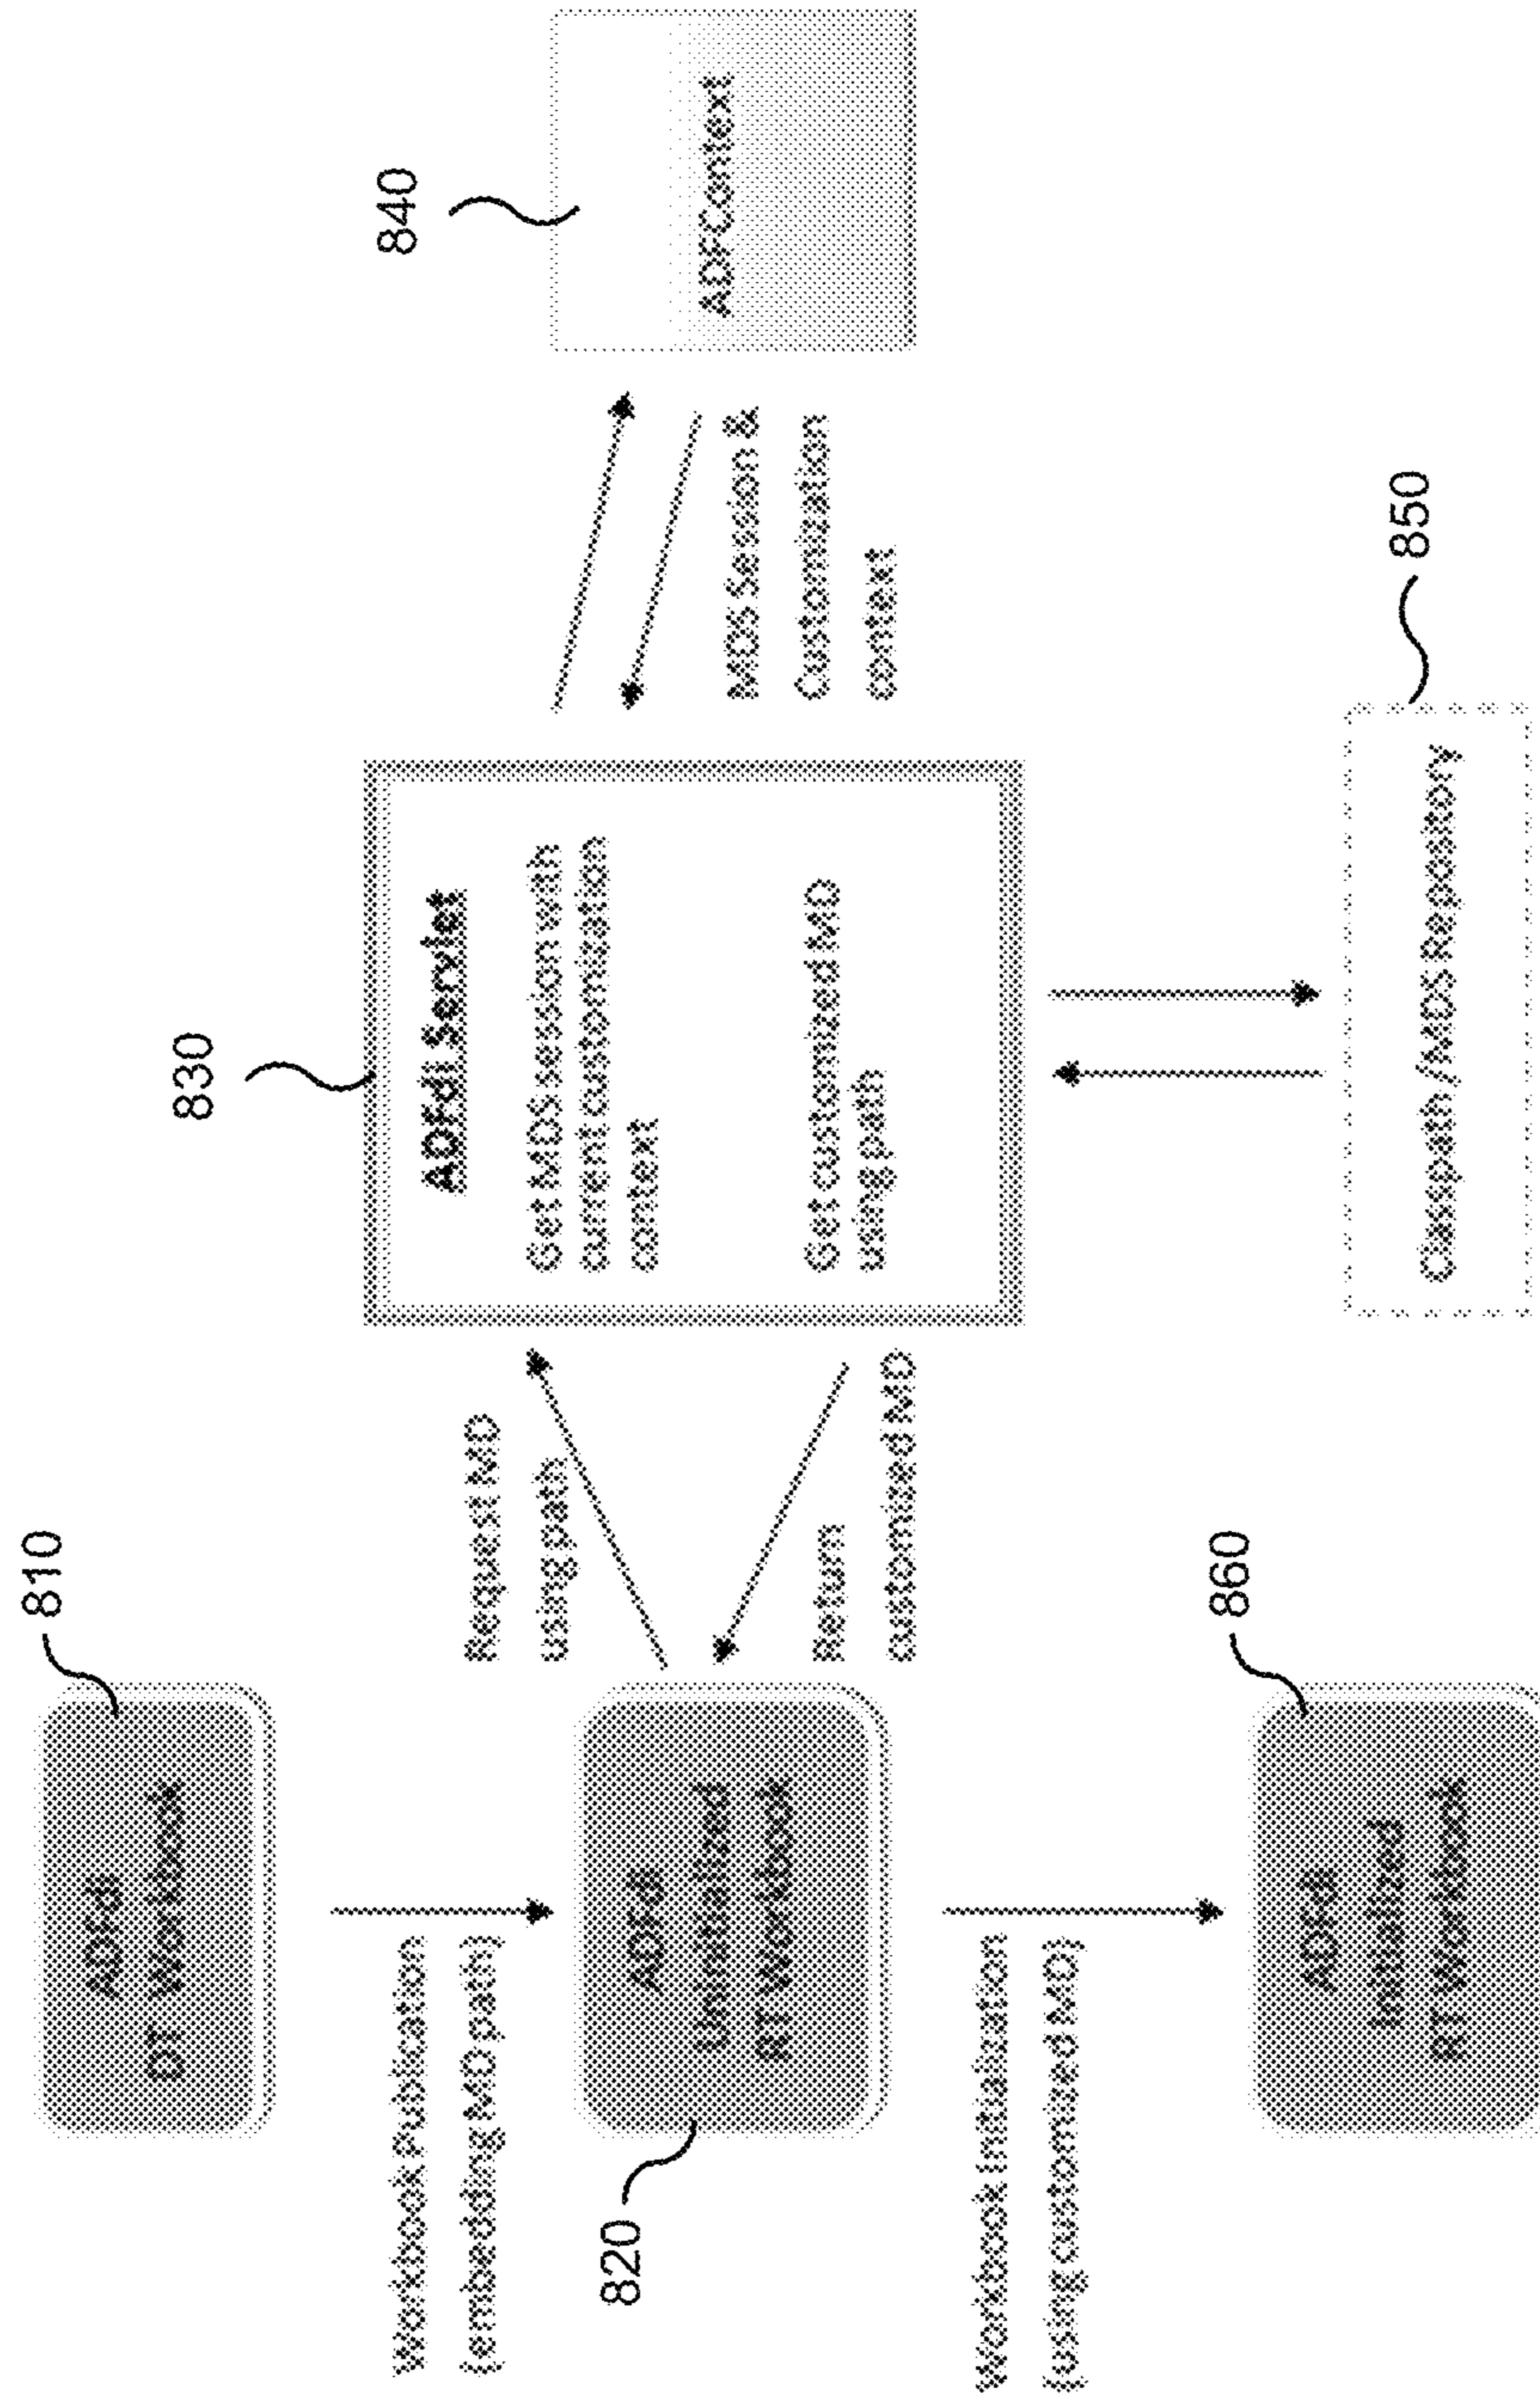 810
ADFdi
DT Workbook
Workbook Publication
(embedding MD path)
820
ADFdi
Uninitialized
RT Workbook
Workbook Initialization
(using customized MD)
860
ADFdi
Initialized
RT Workbook
Request MD
using path
Return
customized MD
830
ADFdi Servlet
Get MDS session with
current customization
context
Get customized MD
using path
840
ADFContext
MDS Session &
Customization
context
850
Classpath /MDS Repository